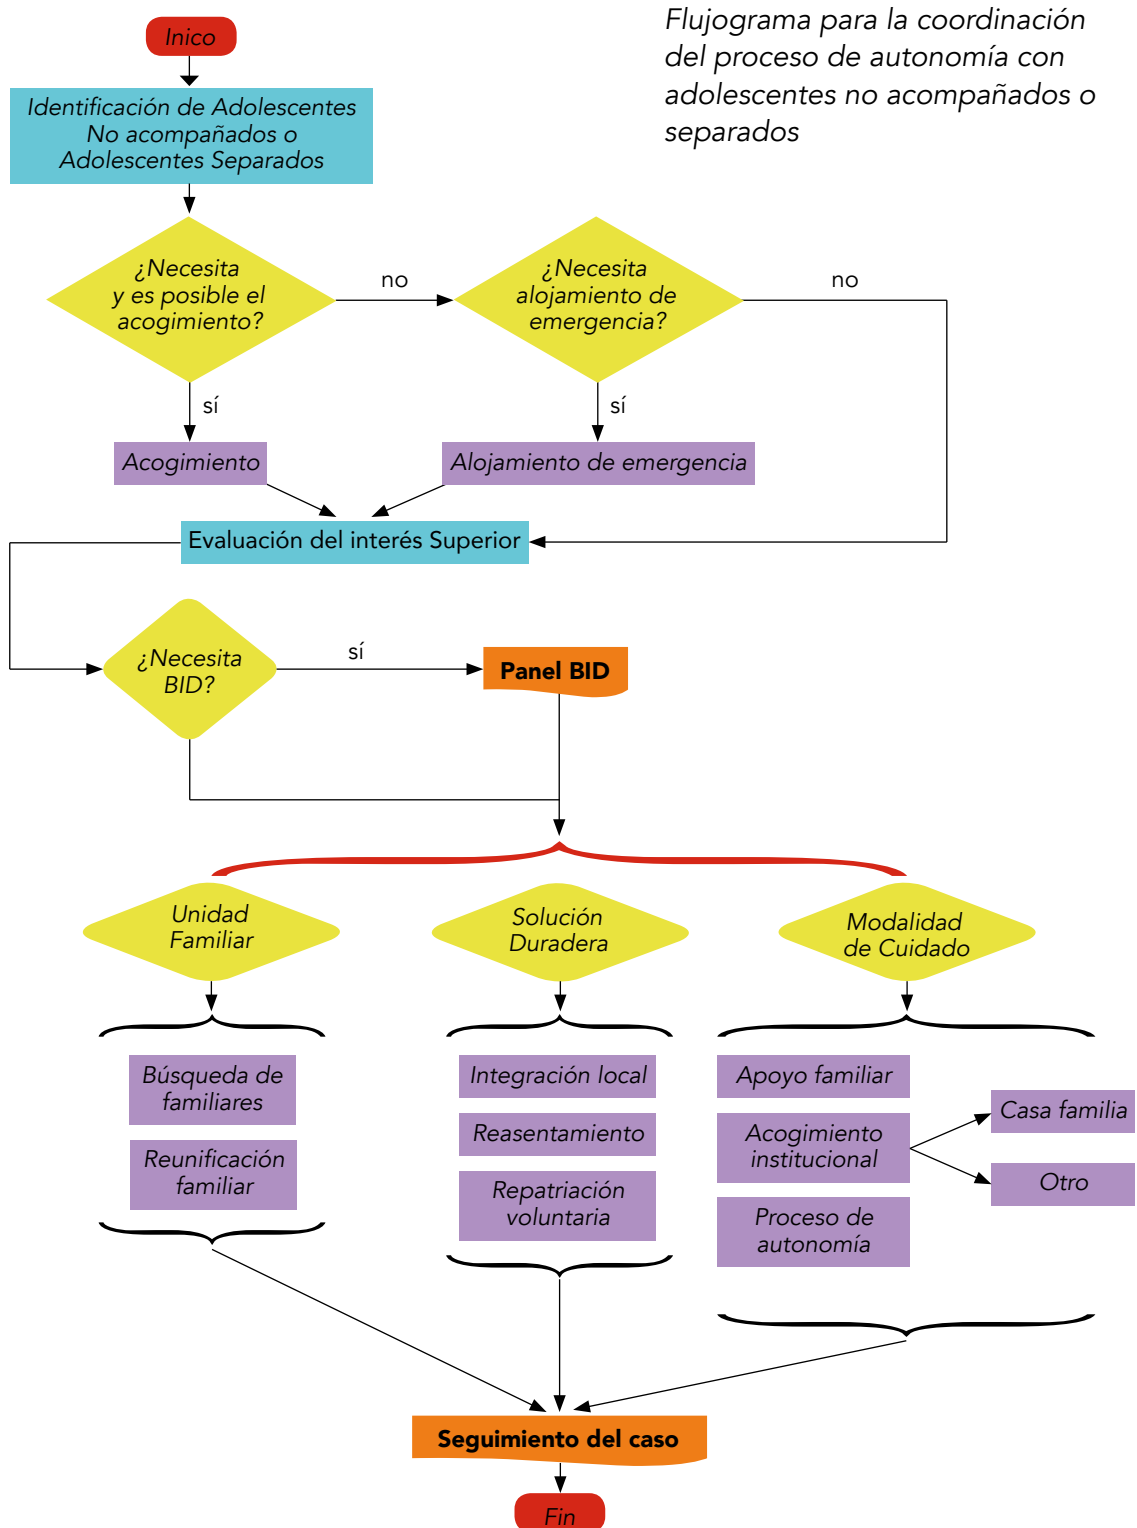 Flujograma para la coordinación
del proceso de autonomía con
adolescentes no acompañados o
separados
Inico
Identificación de Adolescentes
No acompañados o
Adolescentes Separados
¿Necesita
y es posible el
acogimiento?
no
¿Necesita
alojamiento de
emergencia?
no
sí
sí
Acogimiento
Alojamiento de emergencia
Evaluación del interés Superior
¿Necesita
BID?
sí
Panel BID
Unidad
Familiar
Solución
Duradera
Modalidad
de Cuidado
Búsqueda de
familiares
Reunificación
familiar
Integración local
Reasentamiento
Repatriación
voluntaria
Apoyo familiar
Acogimiento
institucional
Proceso de
autonomía
Casa familia
Otro
Seguimiento del caso
Fin